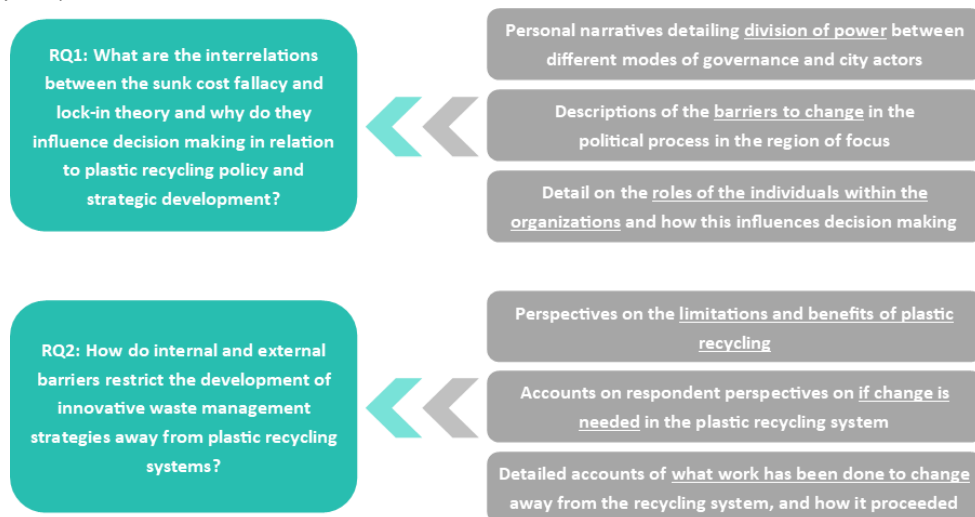 RQ1: What are the interrelations
between the sunk cost fallacy and
lock-in theory and why do they
influence decision making in relation
to plastic recycling policy and
strategic development?
Personal narratives detailing division of power between
different modes of governance and city actors
Descriptions of the barriers to change in the
political process in the region of focus
Detail on the roles of the individuals within the
organizations and how this influences decision making
RQ2: How do internal and external
barriers restrict the development of
innovative waste management
strategies away from plastic recycling
systems?
Perspectives on the limitations and benefits of plastic
recycling
Accounts on respondent perspectives on if change is
needed in the plastic recycling system
Detailed accounts of what work has been done to change
away from the recycling system, and how it proceeded